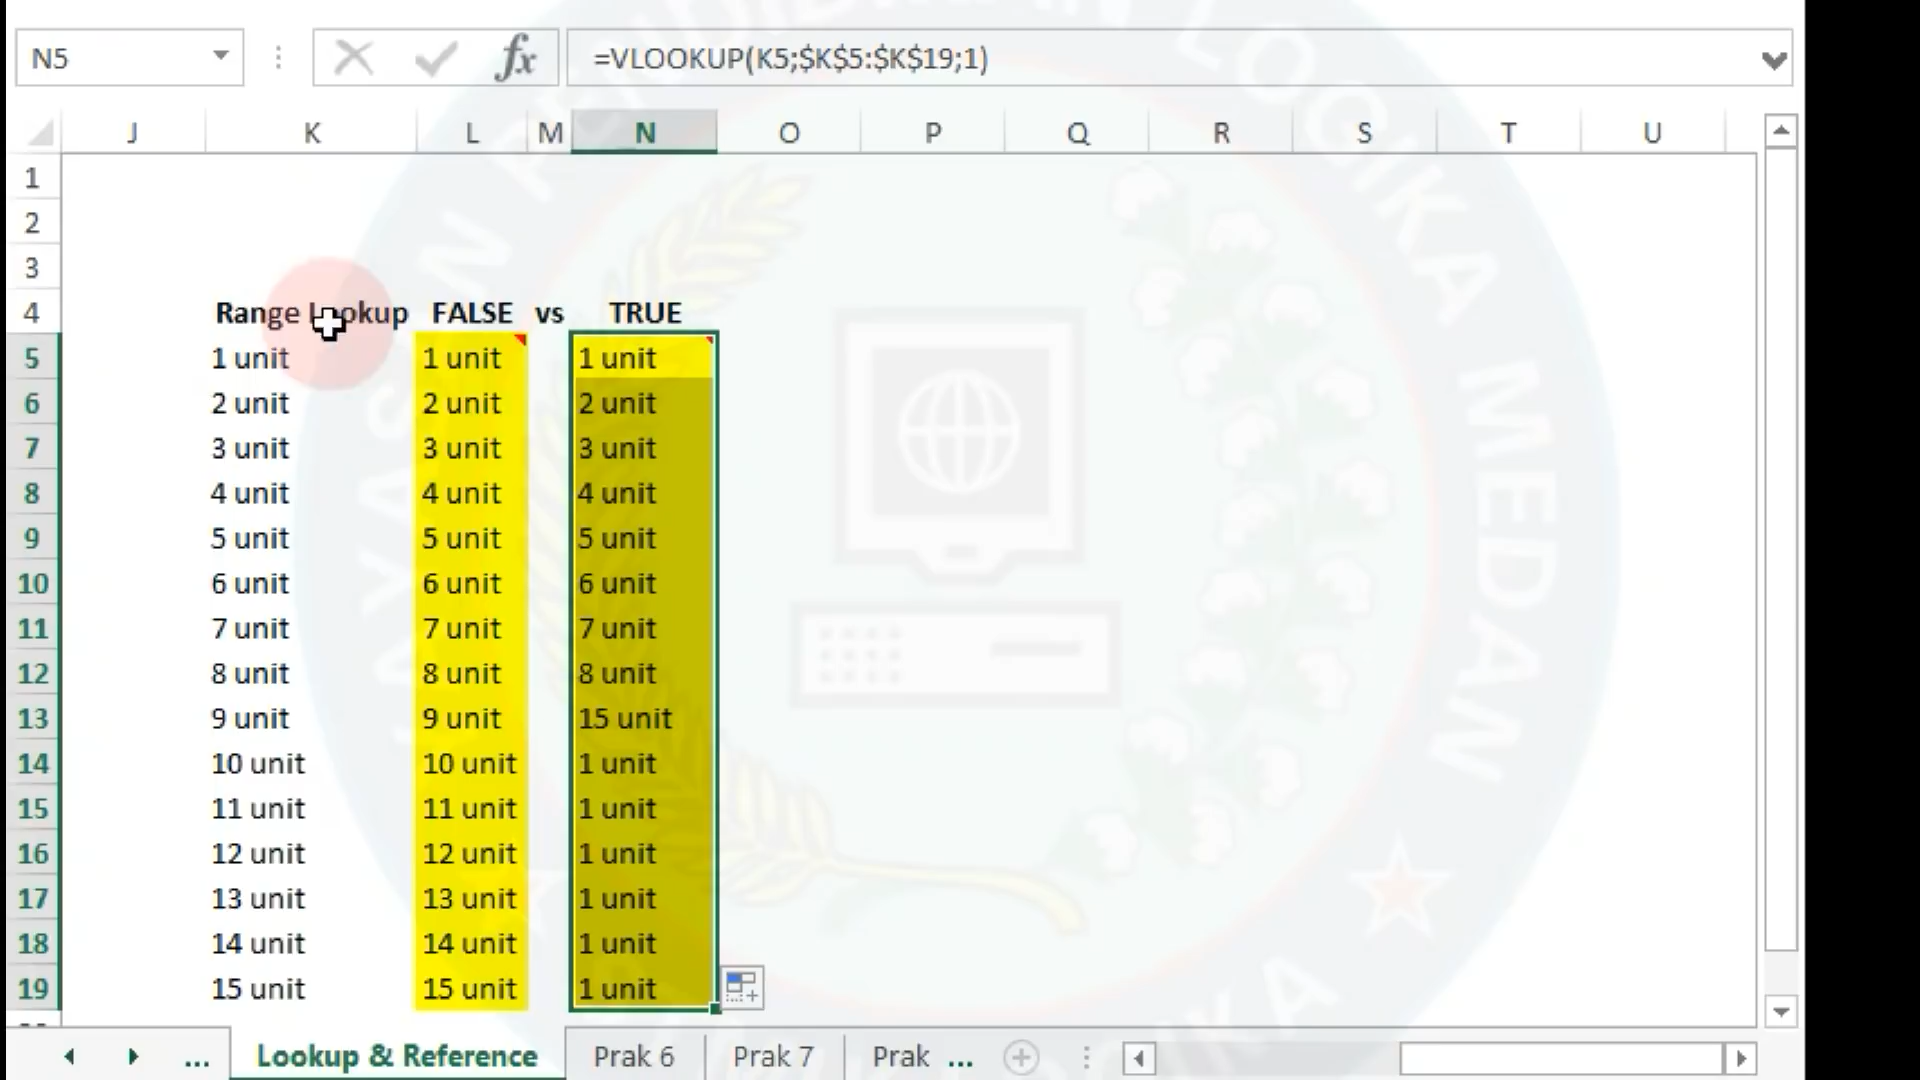 N5 fx =VLOOKUP(K5;$K$5:$K$19;1)
J K L M N O P Q R S T U
1
2
3
4 Range Lookup FALSE vs TRUE
5 1 unit 1 unit 1 unit
6 2 unit 2 unit 2 unit
7 3 unit 3 unit 3 unit
8 4 unit 4 unit 4 unit
9 5 unit 5 unit 5 unit
10 6 unit 6 unit 6 unit
11 7 unit 7 unit 7 unit
12 8 unit 8 unit 8 unit
13 9 unit 9 unit 15 unit
14 10 unit 10 unit 1 unit
15 11 unit 11 unit 1 unit
16 12 unit 12 unit 1 unit
17 13 unit 13 unit 1 unit
18 14 unit 14 unit 1 unit
19 15 unit 15 unit 1 unit
... Lookup & Reference Prak 6 Prak 7 Prak ...
LOGIKA MEDAN